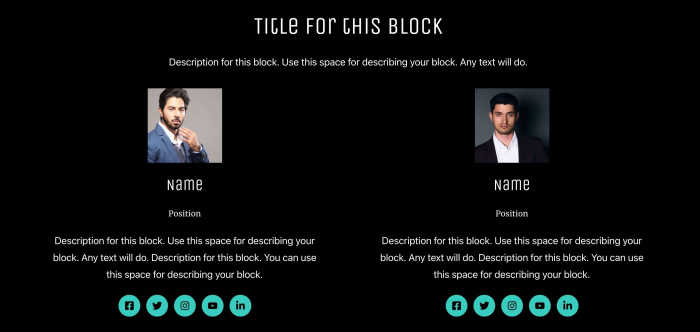 Title for this block
Description for this block. Use this space for describing your block. Any text will do.
Name
Position
Description for this block. Use this space for describing your
block. Any text will do. Description for this block. You can use
this space for describing your block.
Name
Position
Description for this block. Use this space for describing your
block. Any text will do. Description for this block. You can use
this space for describing your block.